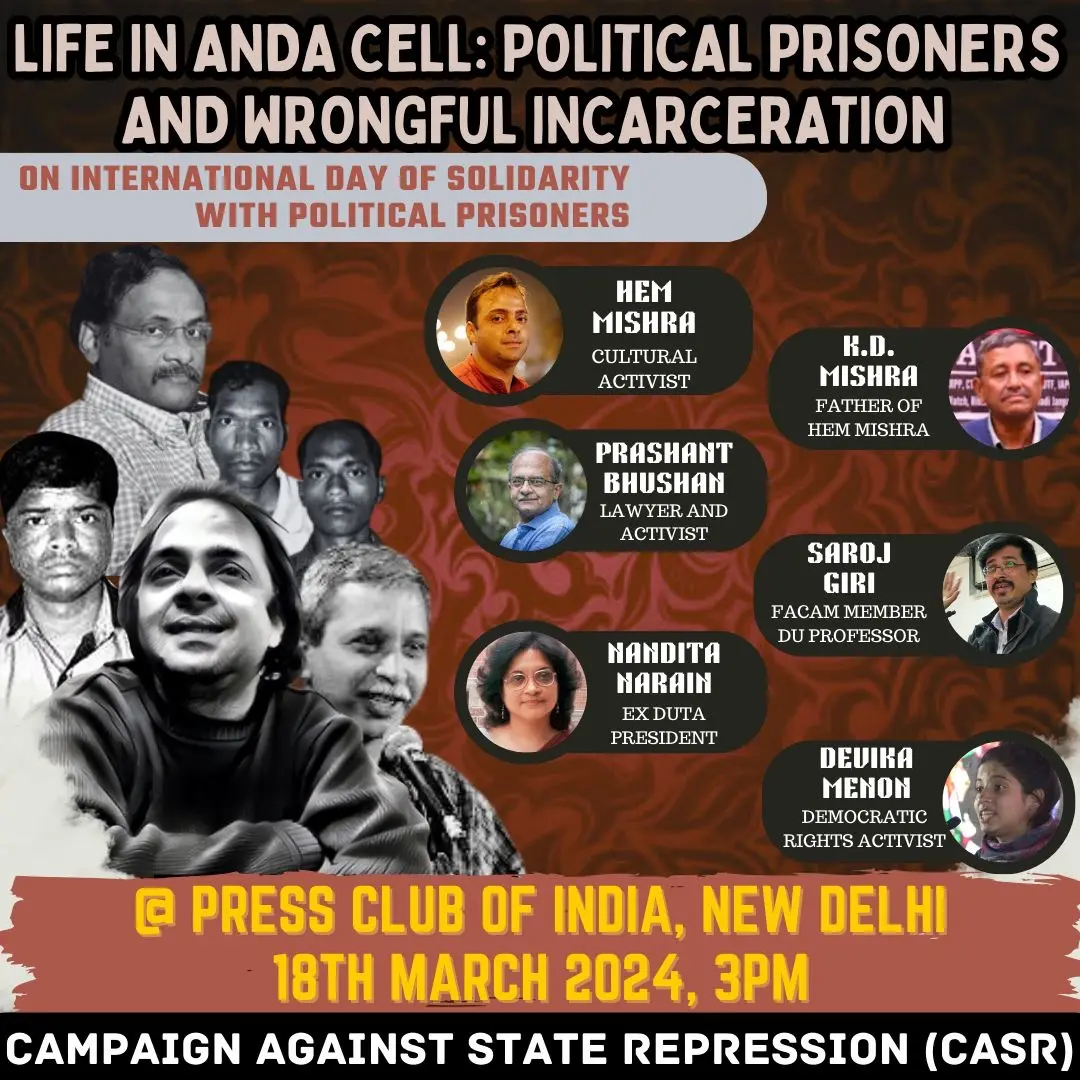 LIFE IN ANDA CELL: POLITICAL PRISONERS
AND WRONGFUL INCARCERATION
ON INTERNATIONAL DAY OF SOLIDARITY
WITH POLITICAL PRISONERS
HEM
MISHRA
CULTURAL
ACTIVIST
K.D.
MISHRA
FATHER OF
HEM MISHRA
PRASHANT
BHUSHAN
LAWYER AND
ACTIVIST
SAROJ
GIRI
FACAM MEMBER
DU PROFESSOR
NANDITA
NARAIN
EX DUTA
PRESIDENT
DEVIKA
MENON
DEMOCRATIC
RIGHTS ACTIVIST
@ PRESS CLUB OF INDIA, NEW DELHI
18TH MARCH 2024, 3PM
CAMPAIGN AGAINST STATE REPRESSION (CASR)